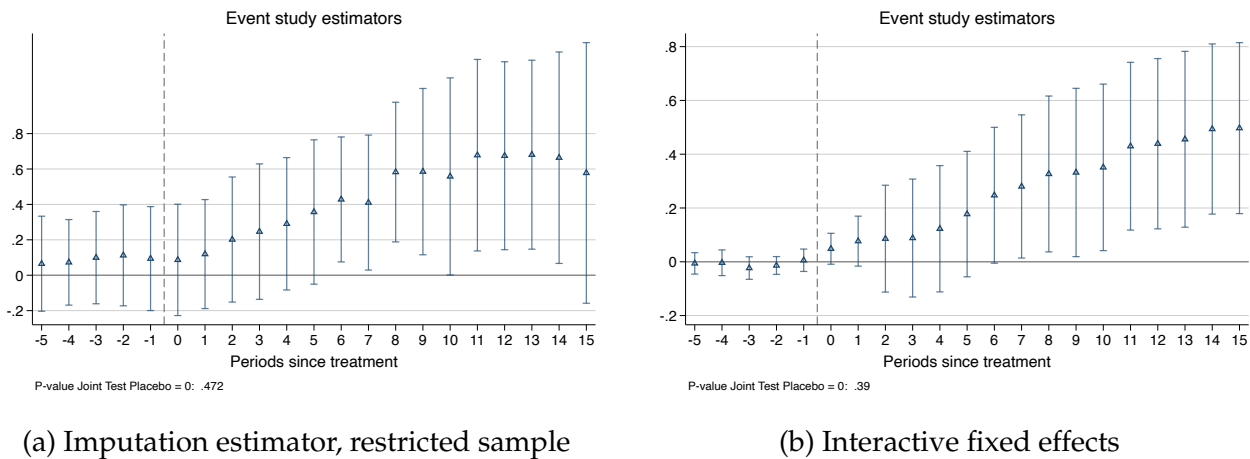 Event study estimators
.8
.6
.4
.2
0
-.2
-5 -4 -3 -2 -1 0 1 2 3 4 5 6 7 8 9 10 11 12 13 14 15
Periods since treatment
P-value Joint Test Placebo = 0: .472
(a) Imputation estimator, restricted sample
Event study estimators
.8
.6
.4
.2
0
-.2
-5 -4 -3 -2 -1 0 1 2 3 4 5 6 7 8 9 10 11 12 13 14 15
Periods since treatment
P-value Joint Test Placebo = 0: .39
(b) Interactive fixed effects